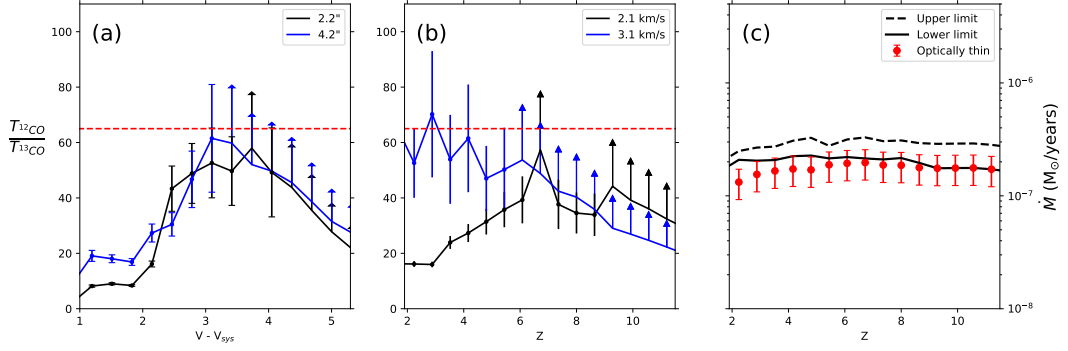 (a)
2.2"
4.2"
100
80
60
40
20
0
T12CO
T13CO
1
2
3
4
5
V - Vsys
(b)
2.1 km/s
3.1 km/s
100
80
60
40
20
0
2
4
6
8
10
Z
(c)
Upper limit
Lower limit
Optically thin
10⁻⁶
10⁻⁷
10⁻⁸
Ṁ (M⊙/years)
2
4
6
8
10
Z